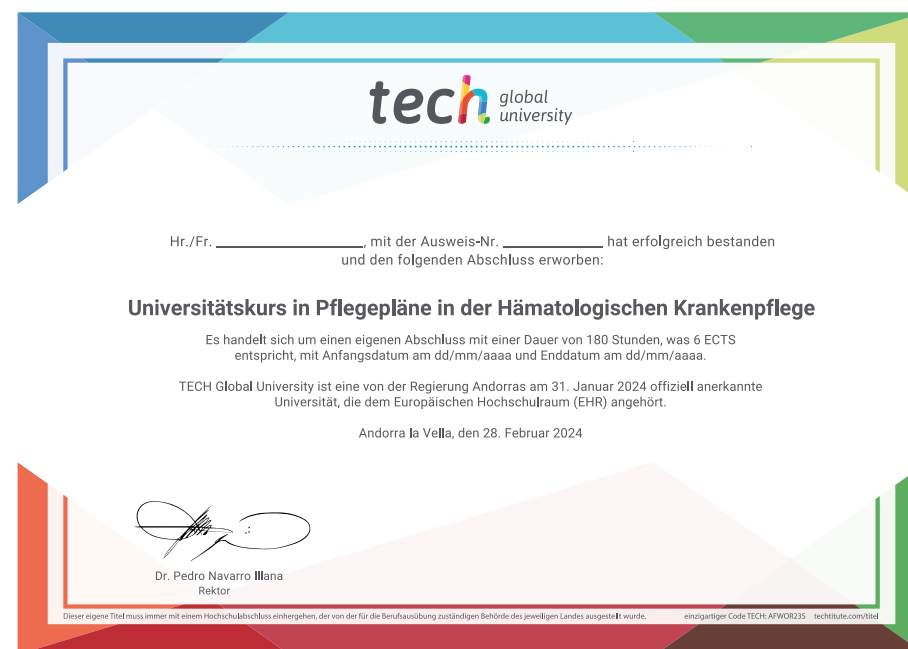 tech global university
Hr./Fr. ____________________, mit der Ausweis-Nr. ______________ hat erfolgreich bestanden
und den folgenden Abschluss erworben:
Universitätskurs in Pflegepläne in der Hämatologischen Krankenpflege
Es handelt sich um einen eigenen Abschluss mit einer Dauer von 180 Stunden, was 6 ECTS
entspricht, mit Anfangsdatum am dd/mm/aaaa und Enddatum am dd/mm/aaaa.
TECH Global University ist eine von der Regierung Andorras am 31. Januar 2024 offiziell anerkannte
Universität, die dem Europäischen Hochschulraum (EHR) angehört.
Andorra la Vella, den 28. Februar 2024
Dr. Pedro Navarro Illana
Rektor
Dieser eigene Titel muss immer mit einem Hochschulabschluss einhergehen, der von der für die Berufsausübung zuständigen Behörde des jeweiligen Landes ausgestellt wurde. einzigartiger Code TECH: AFWOR23S techtitute.com/titel